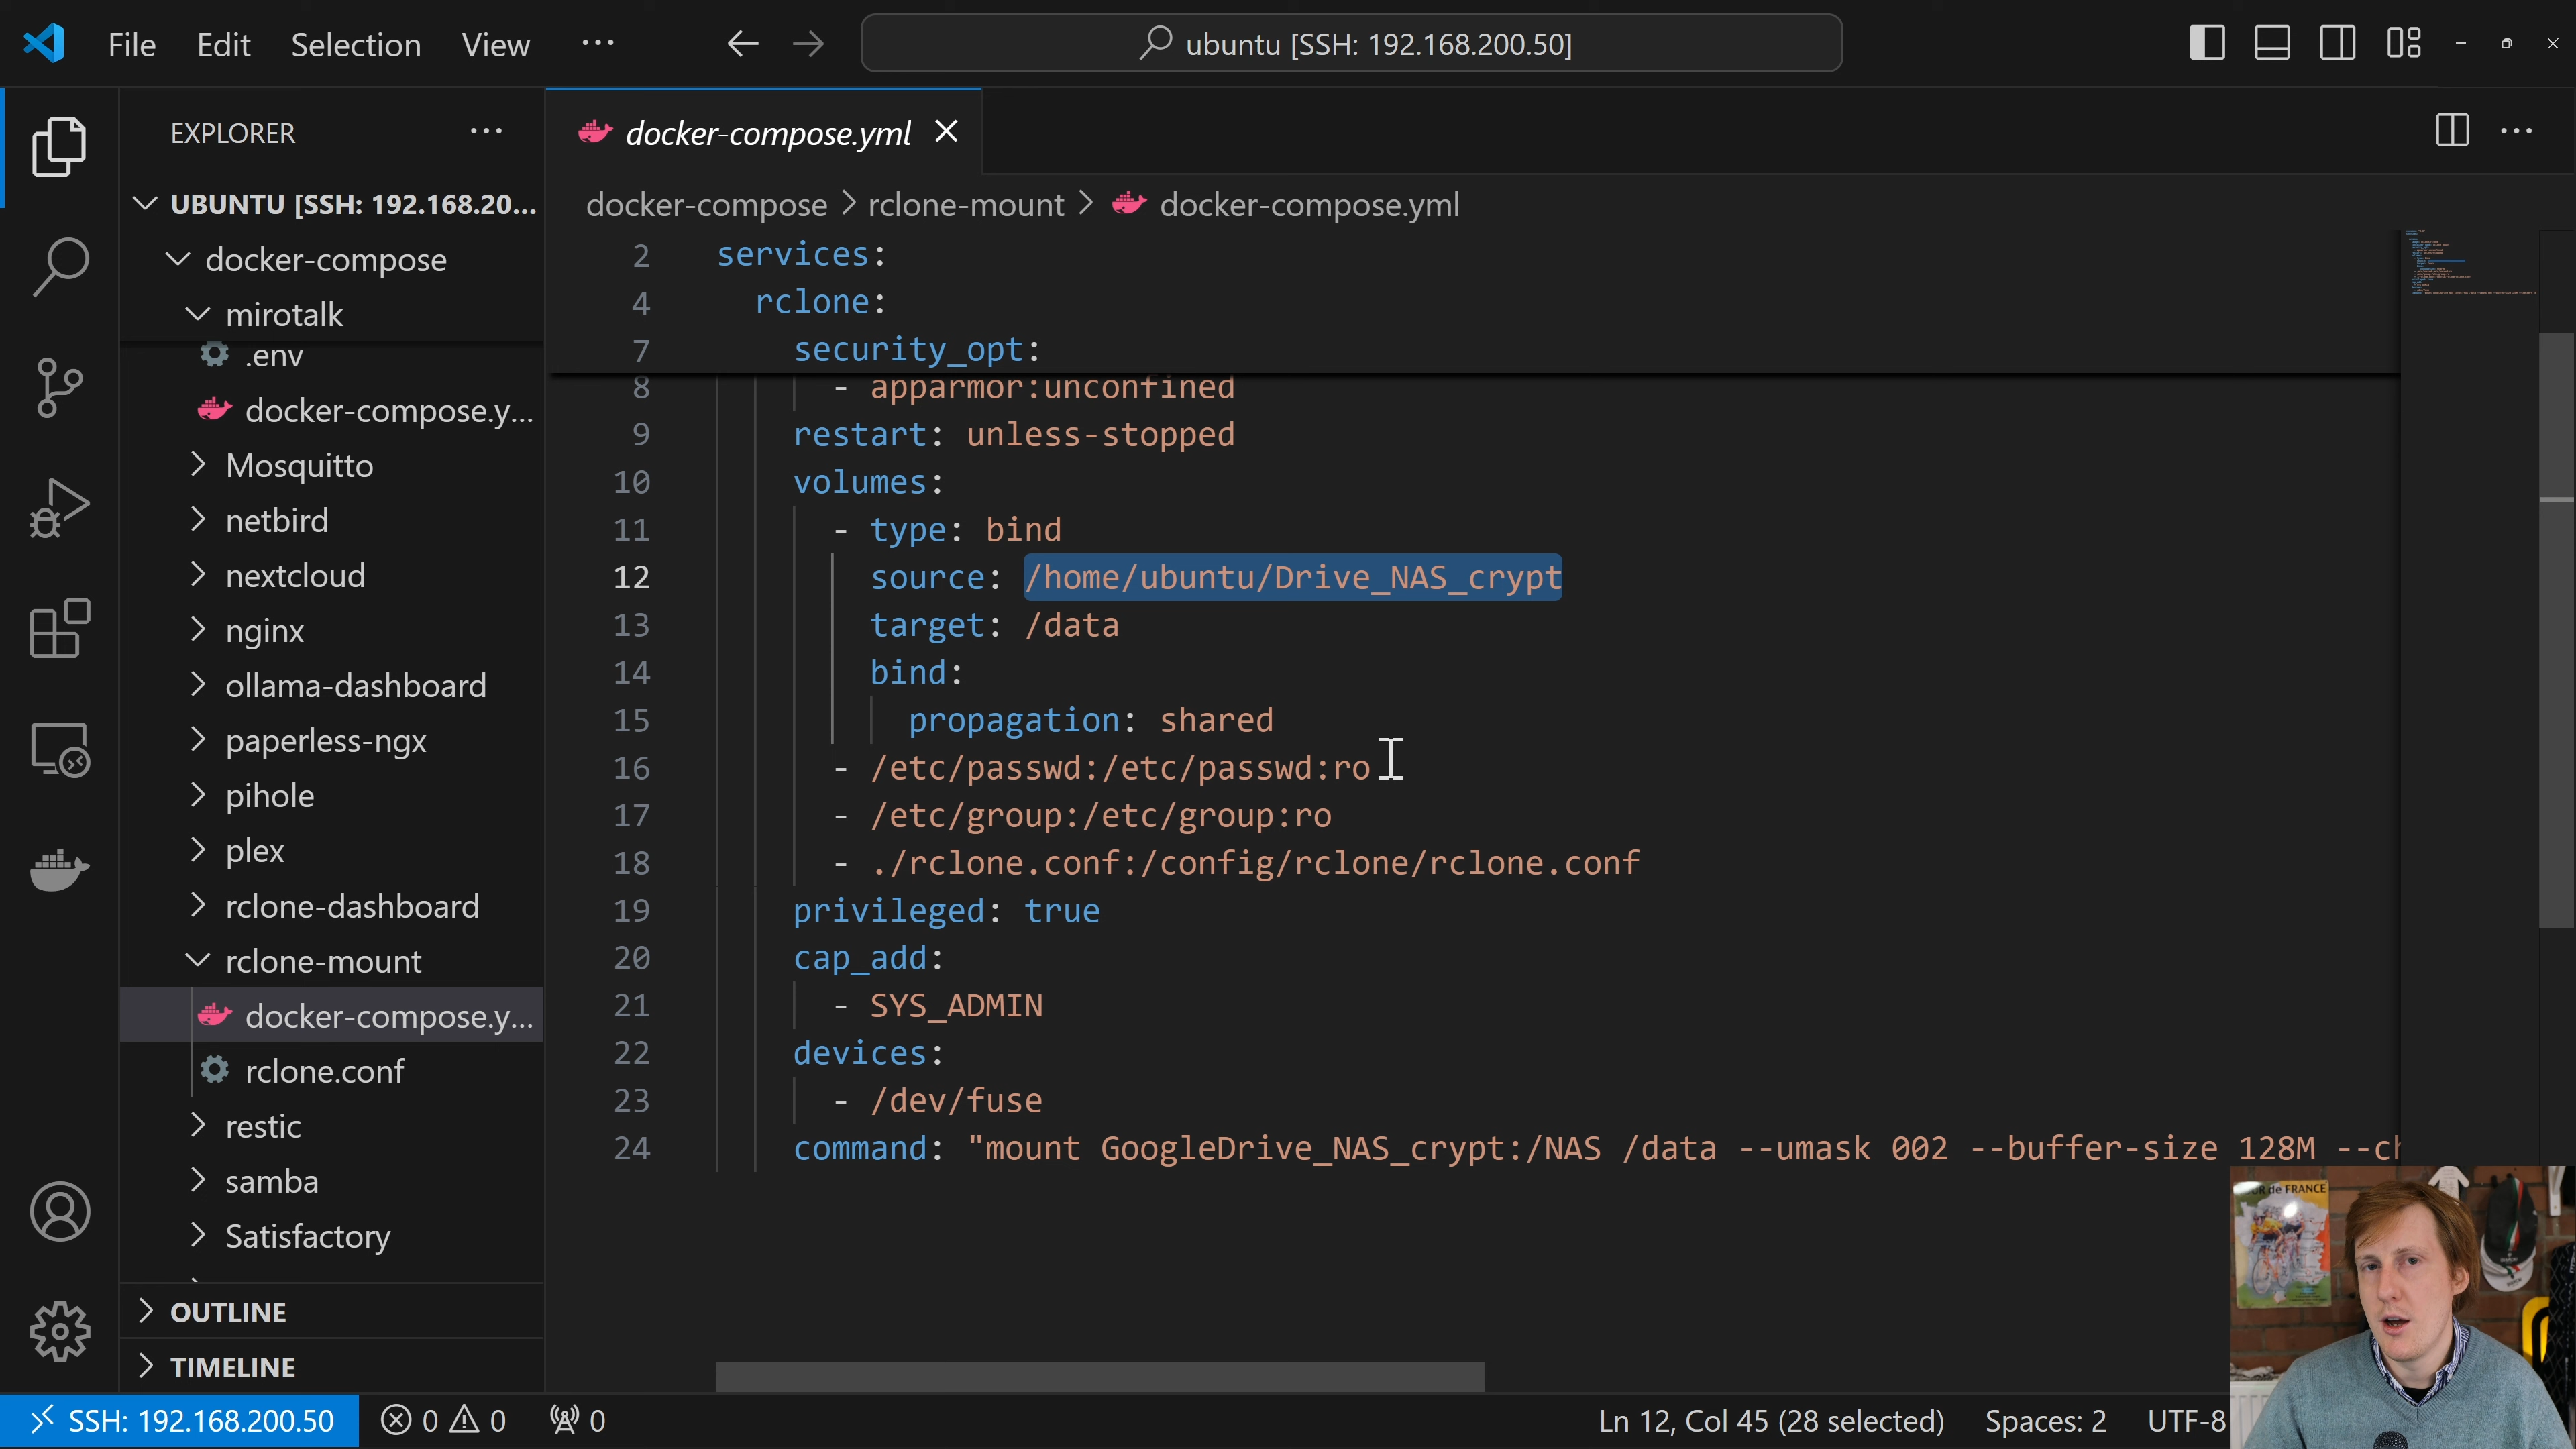 File Edit Selection View ···
ubuntu [SSH: 192.168.200.50]
EXPLORER
UBUNTU [SSH: 192.168.20...
docker-compose
mirotalk
.env
docker-compose.y...
Mosquitto
netbird
nextcloud
nginx
ollama-dashboard
paperless-ngx
pihole
plex
rclone-dashboard
rclone-mount
docker-compose.y...
rclone.conf
restic
samba
Satisfactory
OUTLINE
TIMELINE
docker-compose.yml
docker-compose > rclone-mount > docker-compose.yml
2 services:
4 rclone:
7 security_opt:
8 - apparmor:unconfined
9 restart: unless-stopped
10 volumes:
11 - type: bind
12 source: /home/ubuntu/Drive_NAS_crypt
13 target: /data
14 bind:
15 propagation: shared
16 - /etc/passwd:/etc/passwd:ro
17 - /etc/group:/etc/group:ro
18 - ./rclone.conf:/config/rclone/rclone.conf
19 privileged: true
20 cap_add:
21 - SYS_ADMIN
22 devices:
23 - /dev/fuse
24 command: "mount GoogleDrive_NAS_crypt:/NAS /data --umask 002 --buffer-size 128M --ch
de FRANCE
SSH: 192.168.200.50 0 0 0 Ln 12, Col 45 (28 selected) Spaces: 2 UTF-8